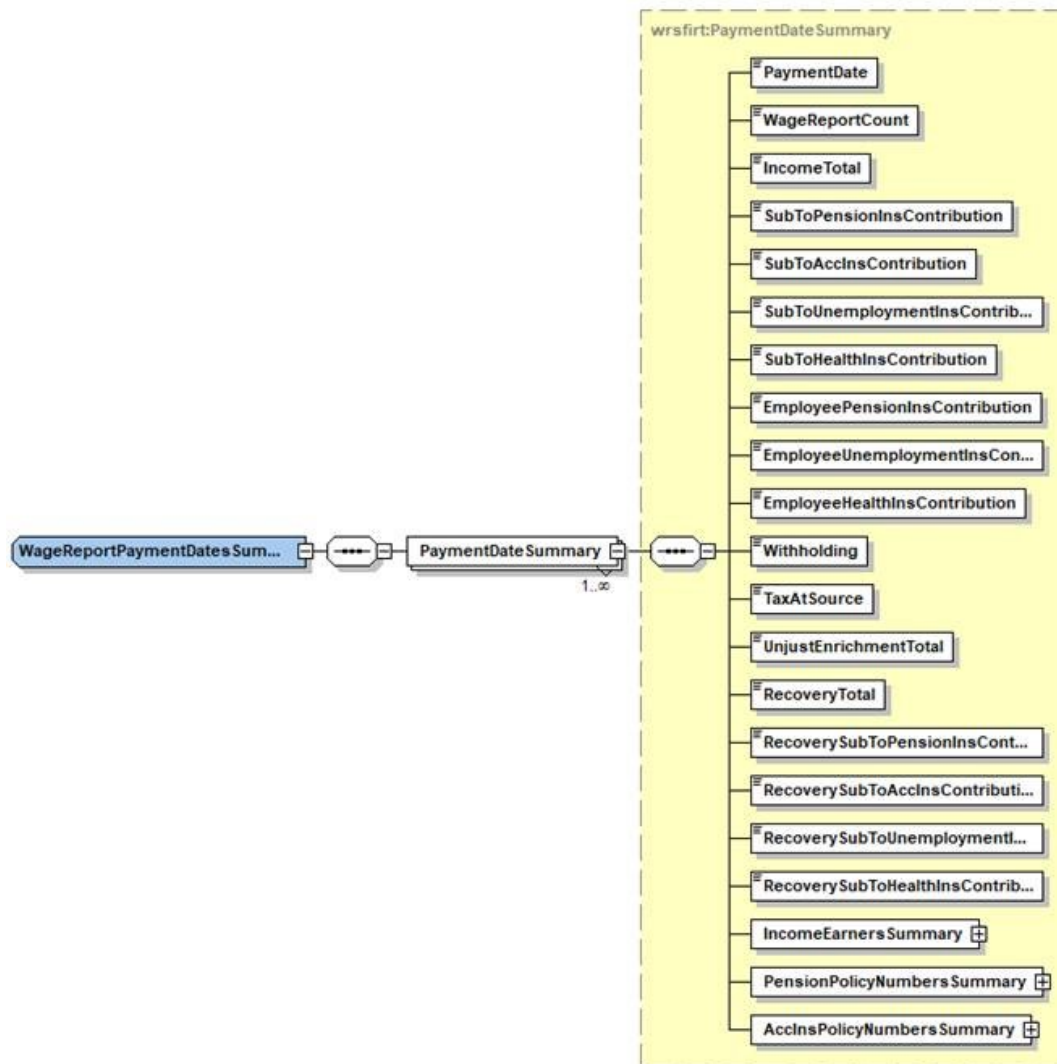 wrsfirt:PaymentDateSummary
PaymentDate
WageReportCount
IncomeTotal
SubToPensionInsContribution
SubToAccInsContribution
SubToUnemploymentInsContrib...
SubToHealthInsContribution
EmployeePensionInsContribution
EmployeeUnemploymentInsCon...
EmployeeHealthInsContribution
WageReportPaymentDatesSum...
PaymentDateSummary
1..∞
Withholding
TaxAtSource
UnjustEnrichmentTotal
RecoveryTotal
RecoverySubToPensionInsCont...
RecoverySubToAccInsContributi...
RecoverySubToUnemploymentI...
RecoverySubToHealthInsContrib...
IncomeEarnersSummary
PensionPolicyNumbersSummary
AccInsPolicyNumbersSummary